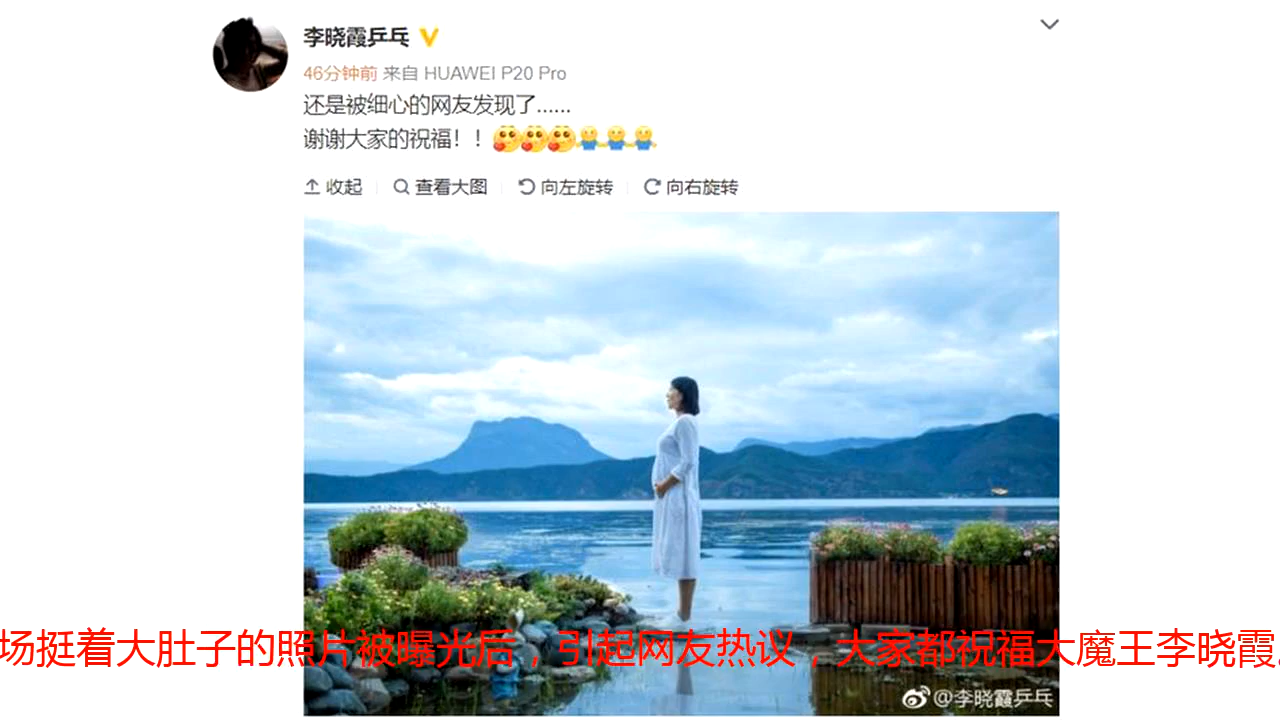 李晓霞乒乓
46分钟前 来自 HUAWEI P20 Pro
还是被细心的网友发现了......
谢谢大家的祝福！！
收起 查看大图 向左旋转 向右旋转
场挺着大肚子的照片被曝光后，引起网友热议，大家都祝福大魔王李晓霞
@李晓霞乒乓